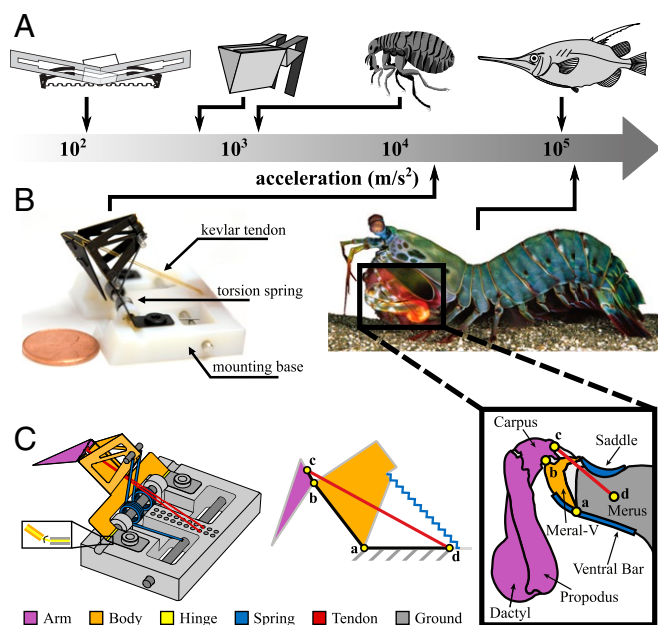 A
10²
10³
10⁴
10⁵
acceleration (m/s²)
B
kevlar tendon
torsion spring
mounting base
C
c
b
a
d
Carpus
c
Saddle
b
d
a
Merus
Meral-V
Ventral Bar
Propodus
Dactyl
Arm Body Hinge Spring Tendon Ground